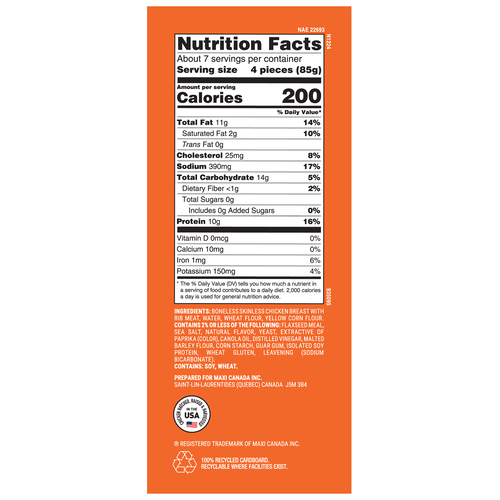 NAE 22693
N1224
Nutrition Facts
About 7 servings per container
Serving size 4 pieces (85g)
Amount per serving
Calories 200
% Daily Value*
Total Fat 11g 14%
Saturated Fat 2g 10%
Trans Fat 0g
Cholesterol 25mg 8%
Sodium 390mg 17%
Total Carbohydrate 14g 5%
Dietary Fiber <1g 2%
Total Sugars 0g
Includes 0g Added Sugars 0%
Protein 10g 16%
Vitamin D 0mcg 0%
Calcium 10mg 0%
Iron 1mg 6%
Potassium 150mg 4%
* The % Daily Value (DV) tells you how much a nutrient in
a serving of food contributes to a daily diet. 2,000 calories
a day is used for general nutrition advice.
INGREDIENTS: BONELESS SKINLESS CHICKEN BREAST WITH
RIB MEAT, WATER, WHEAT FLOUR, YELLOW CORN FLOUR.
CONTAINS 2% OR LESS OF THE FOLLOWING: FLAXSEED MEAL,
SEA SALT, NATURAL FLAVOR, YEAST, EXTRACTIVE OF
PAPRIKA (COLOR), CANOLA OIL, DISTILLED VINEGAR, MALTED
BARLEY FLOUR, CORN STARCH, GUAR GUM, ISOLATED SOY
PROTEIN, WHEAT GLUTEN, LEAVENING (SODIUM
BICARBONATE).
CONTAINS: SOY, WHEAT.
PREPARED FOR MAXI CANADA INC.
SAINT-LIN-LAURENTIDES (QUEBEC) CANADA J5M 3B4
CHICKEN HATCHED, RAISED & HARVESTED
IN THE
USA
® REGISTERED TRADEMARK OF MAXI CANADA INC.
100% RECYCLED CARDBOARD.
RECYCLABLE WHERE FACILITIES EXIST.